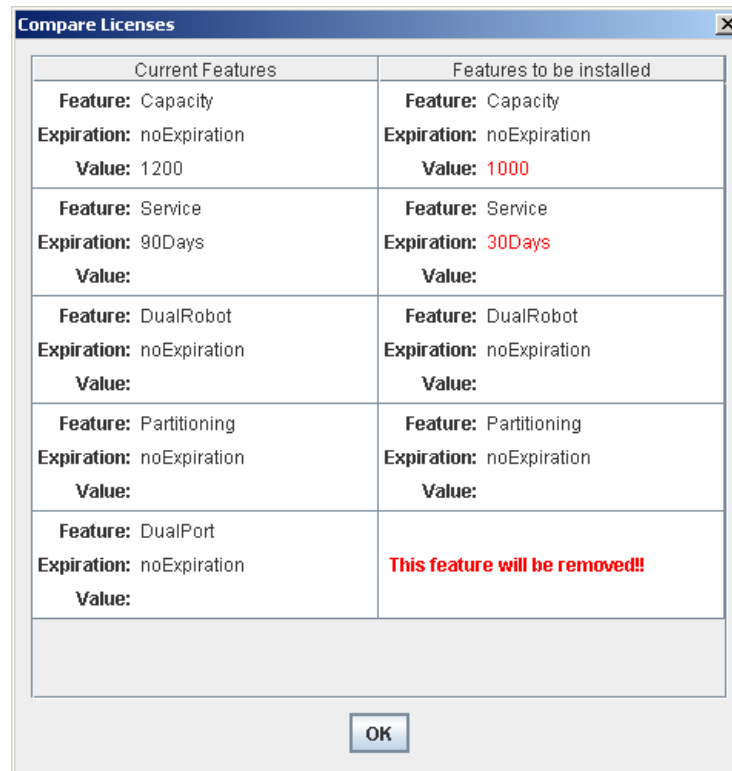 Compare Licenses
Current Features Features to be installed
Feature: Capacity Feature: Capacity
Expiration: noExpiration Expiration: noExpiration
Value: 1200 Value: 1000
Feature: Service Feature: Service
Expiration: 90Days Expiration: 30Days
Value: Value:
Feature: DualRobot Feature: DualRobot
Expiration: noExpiration Expiration: noExpiration
Value: Value:
Feature: Partitioning Feature: Partitioning
Expiration: noExpiration Expiration: noExpiration
Value: Value:
Feature: DualPort
Expiration: noExpiration This feature will be removed!!
Value:
OK